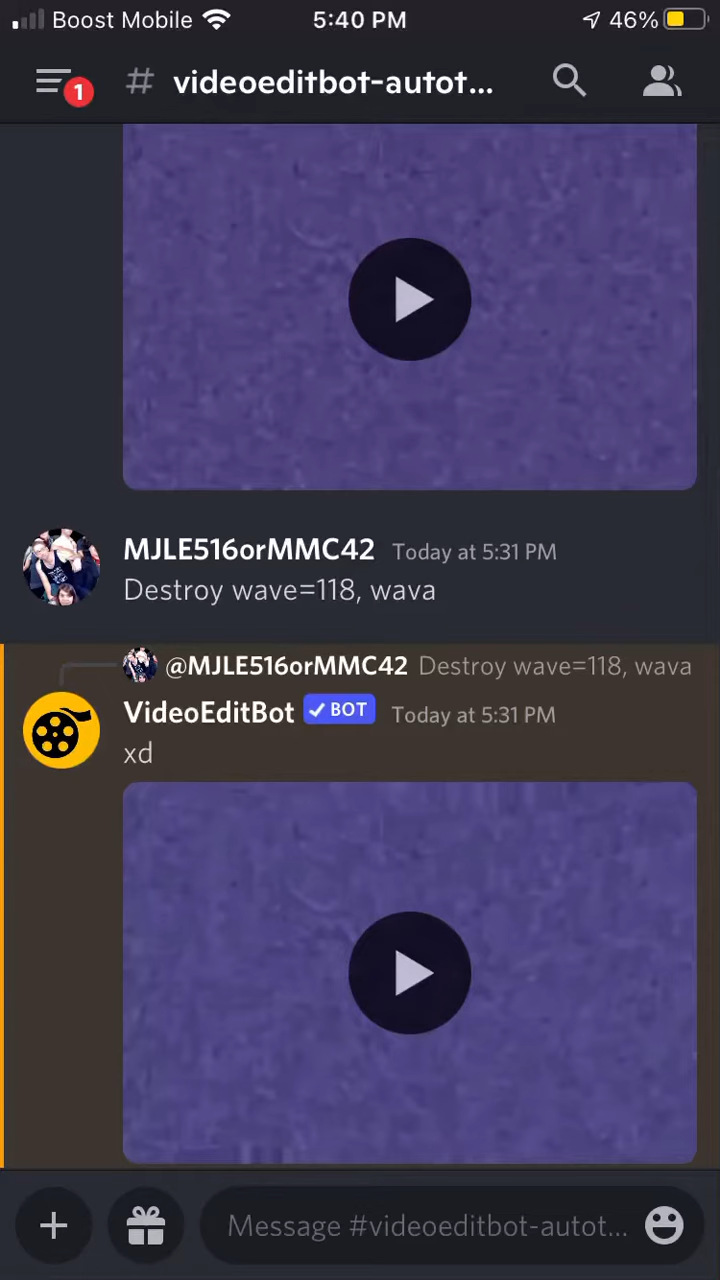 Boost Mobile 5:40 PM 46%
1 # videoeditbot-autot...
MJLE516orMMC42 Today at 5:31 PM
Destroy wave=118, wava
@MJLE516orMMC42 Destroy wave=118, wava
VideoEditBot ✓ BOT Today at 5:31 PM
xd
Message #videoeditbot-autot...